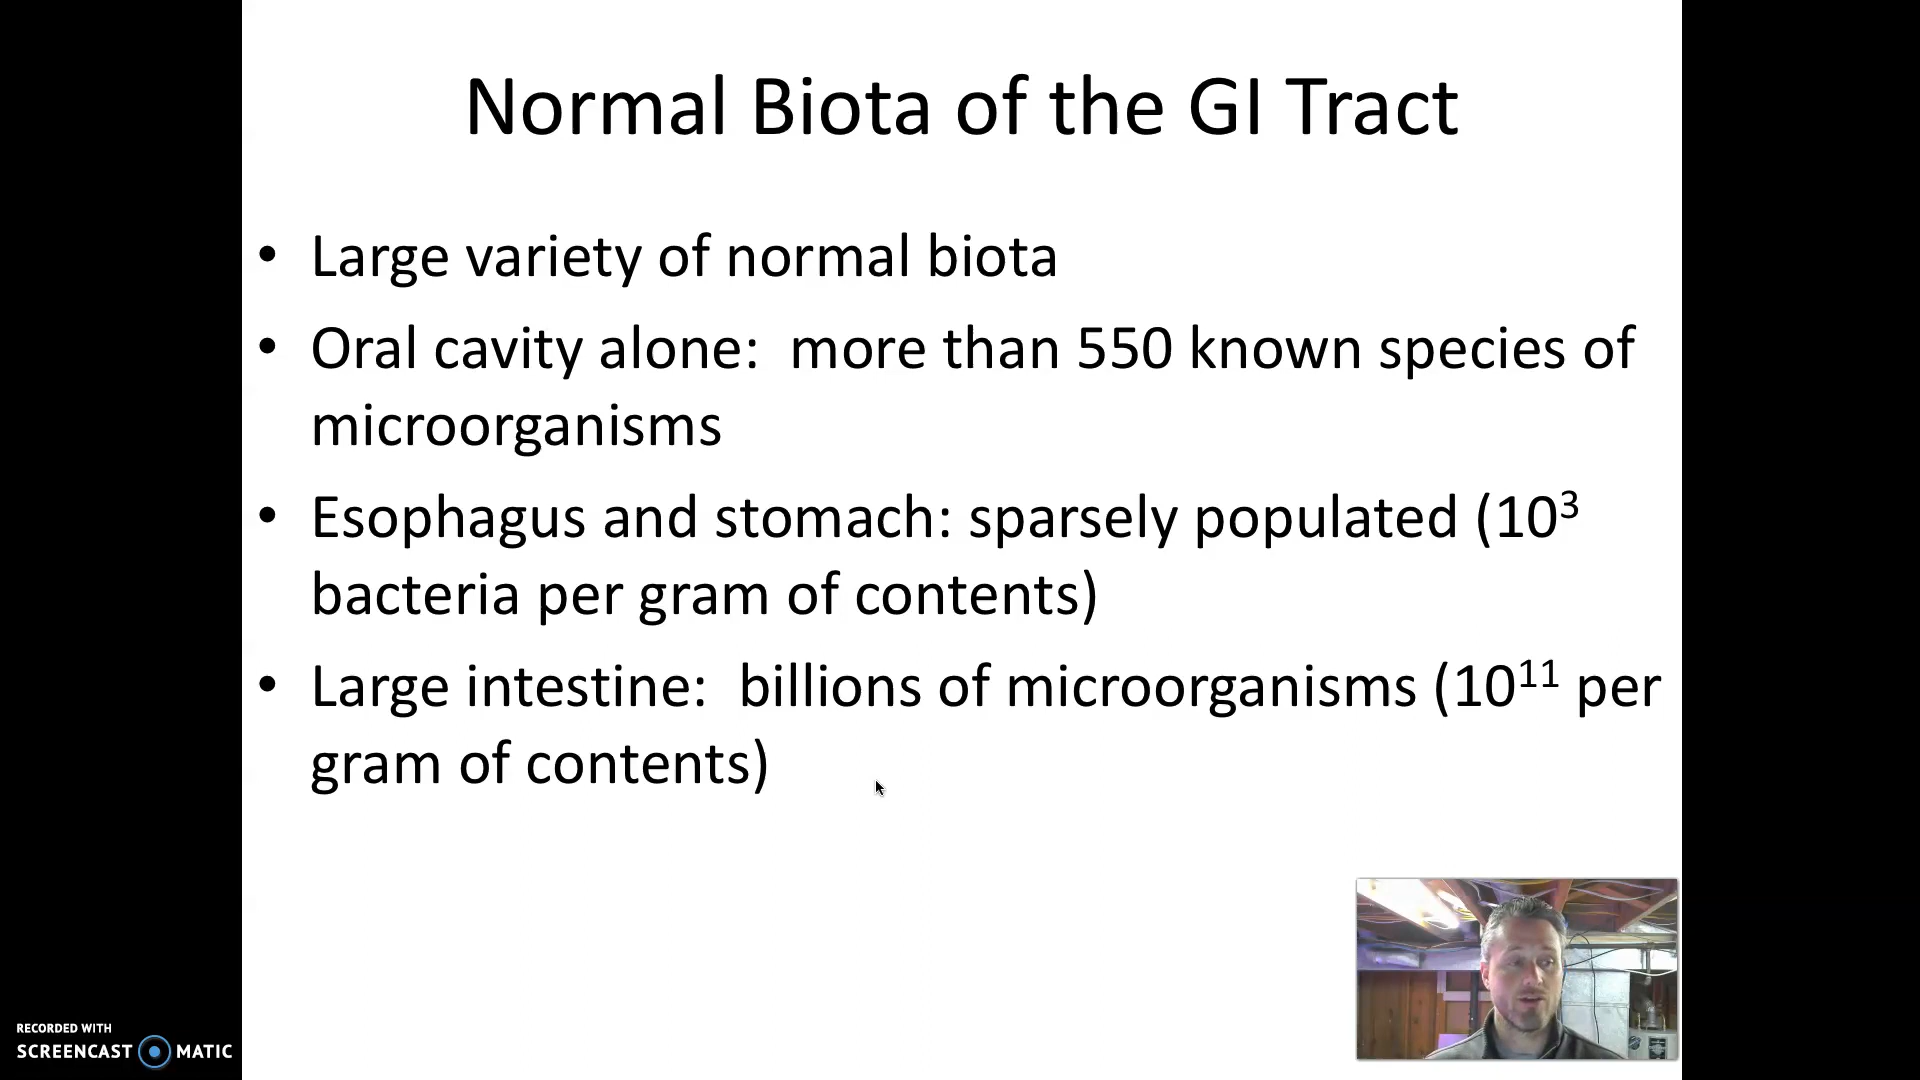 Normal Biota of the GI Tract
• Large variety of normal biota
• Oral cavity alone:  more than 550 known species of
microorganisms
• Esophagus and stomach: sparsely populated (10³
bacteria per gram of contents)
• Large intestine:  billions of microorganisms (10¹¹ per
gram of contents)
RECORDED WITH
SCREENCAST MATIC